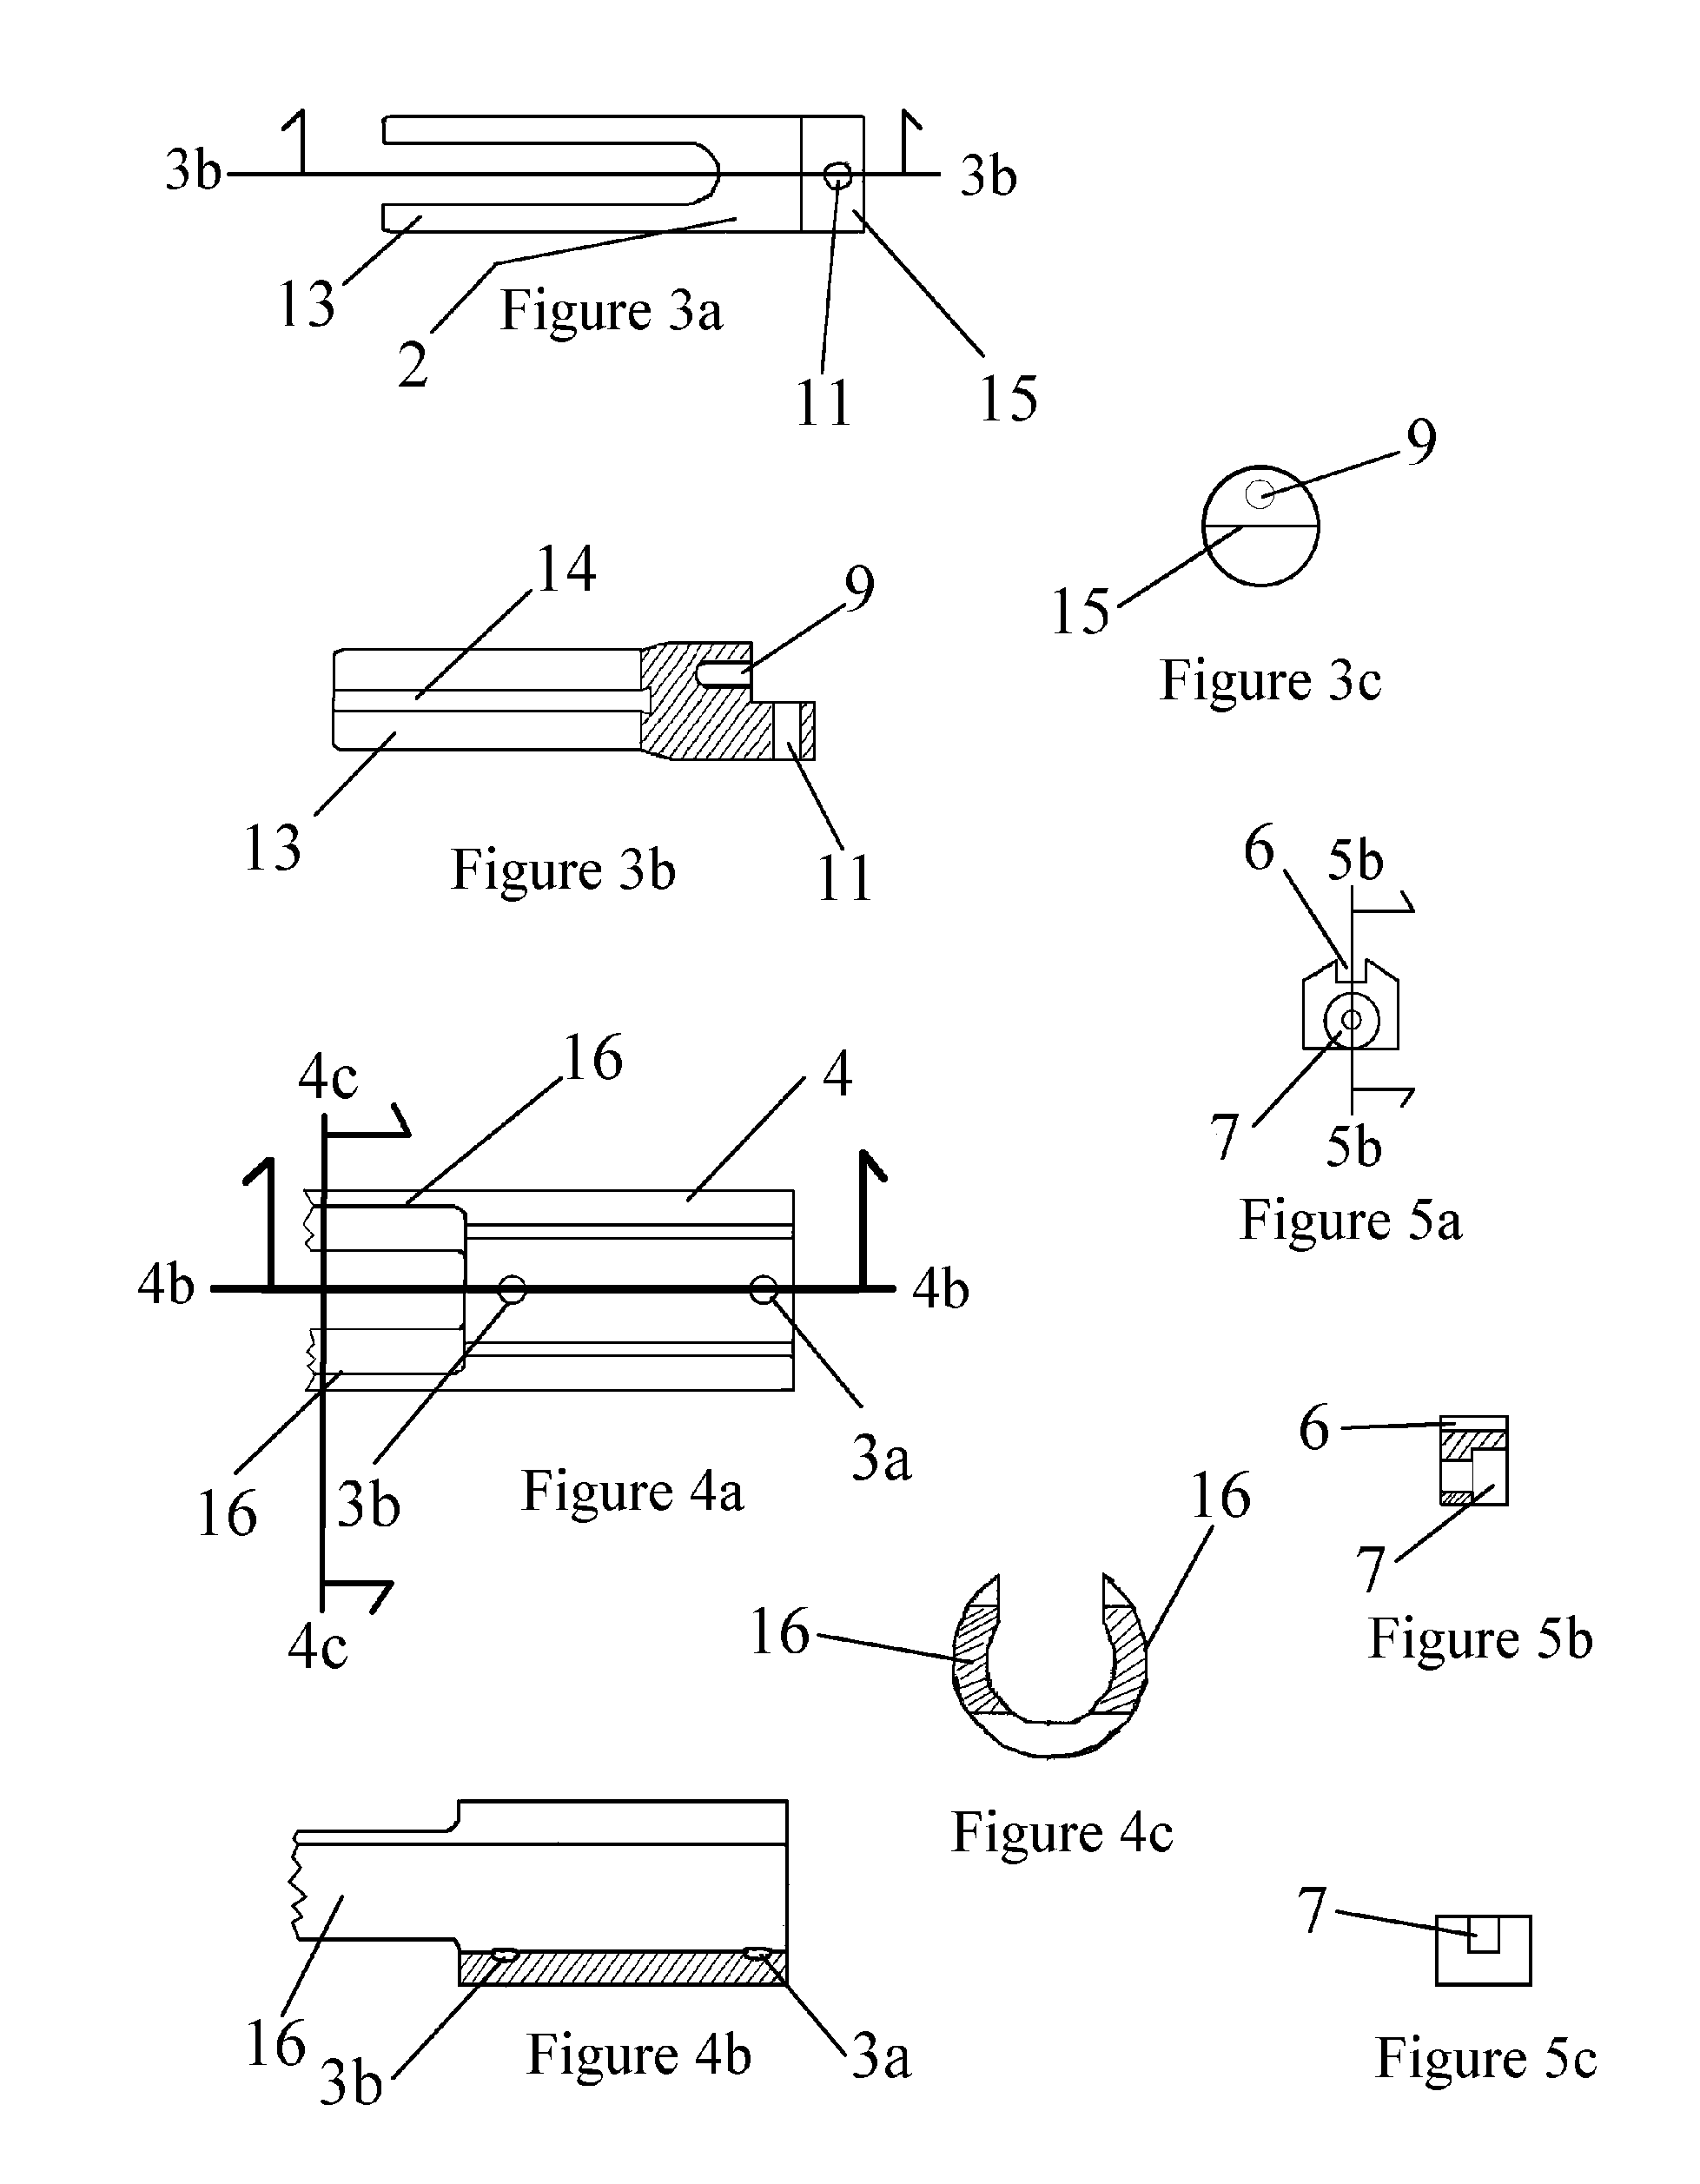 3b 3b
13 2 Figure 3a 11 15
9
15
Figure 3c
14 9
13 Figure 3b 11
6 5b
7 5b
Figure 5a
4c 16 4
4b 4b
16 3b Figure 4a 3a
4c
6
7
Figure 5b
16 16
Figure 4c
16 3b Figure 4b 3a
7
Figure 5c